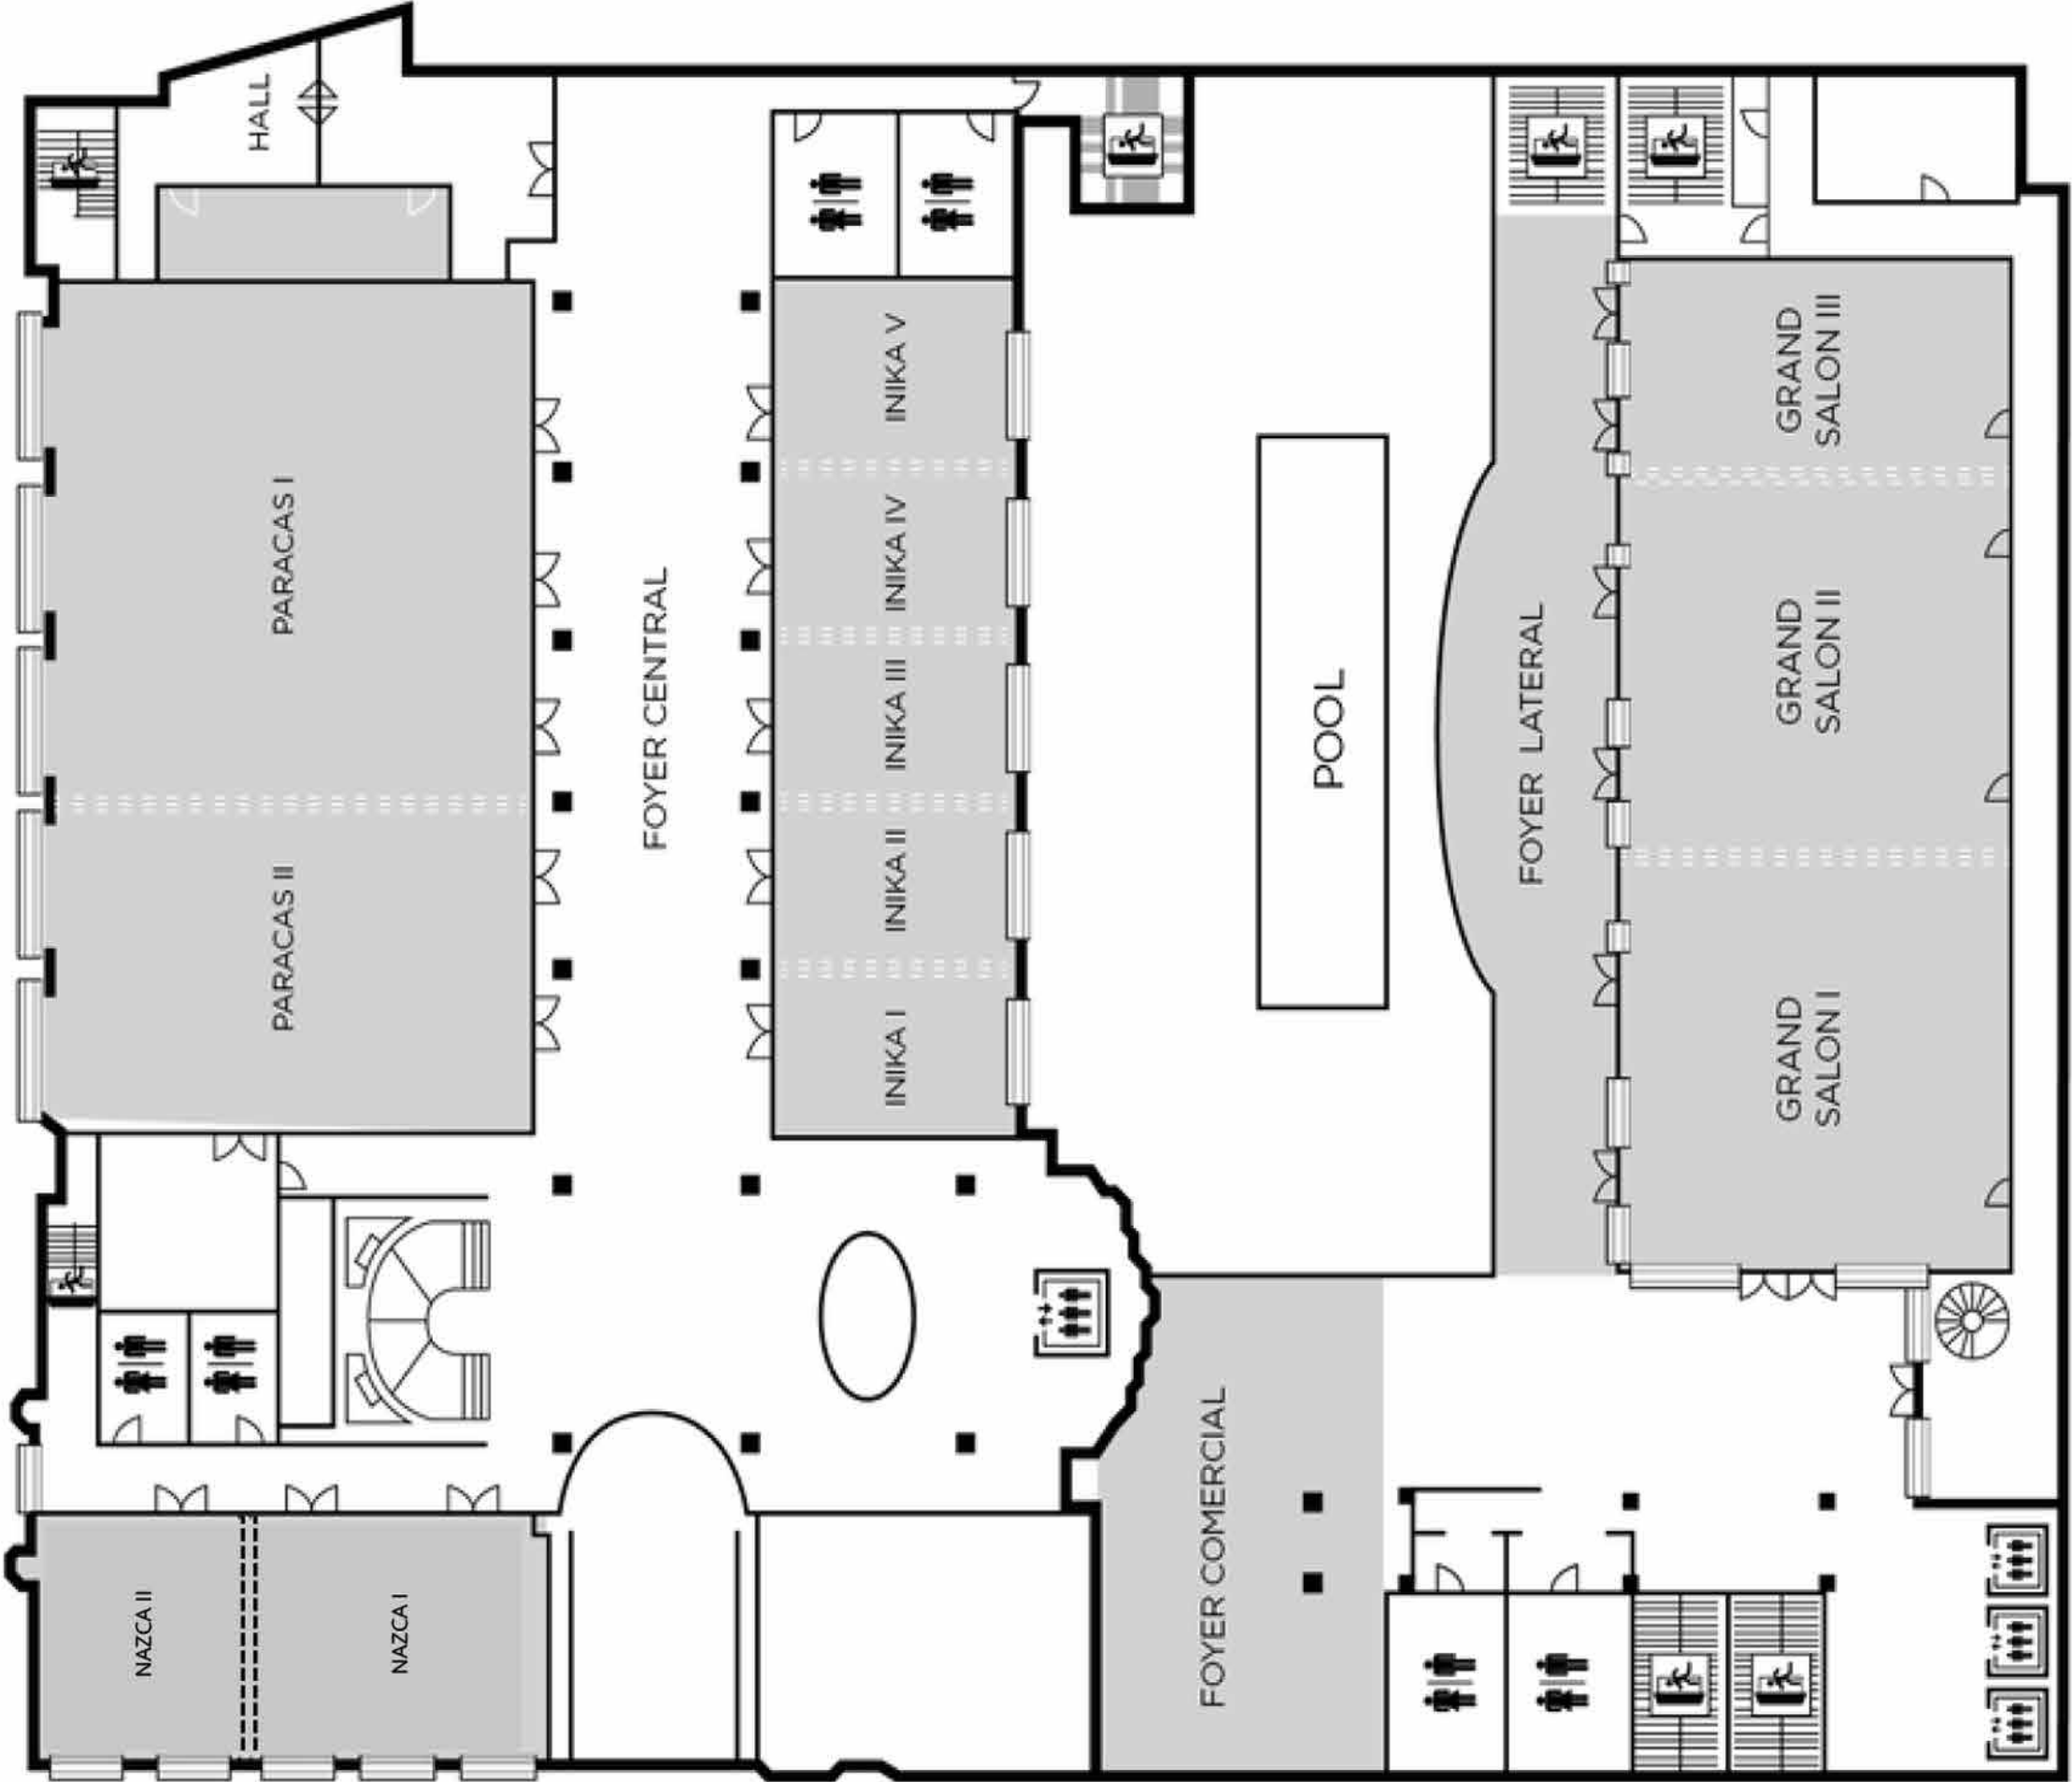 HALL
PARACAS I
PARACAS II
FOYER CENTRAL
INIKA V
INIKA IV
INIKA III
INIKA II
INIKA I
POOL
FOYER LATERAL
GRAND
SALON III
GRAND
SALON II
GRAND
SALON I
FOYER COMERCIAL
NAZCA II
NAZCA I